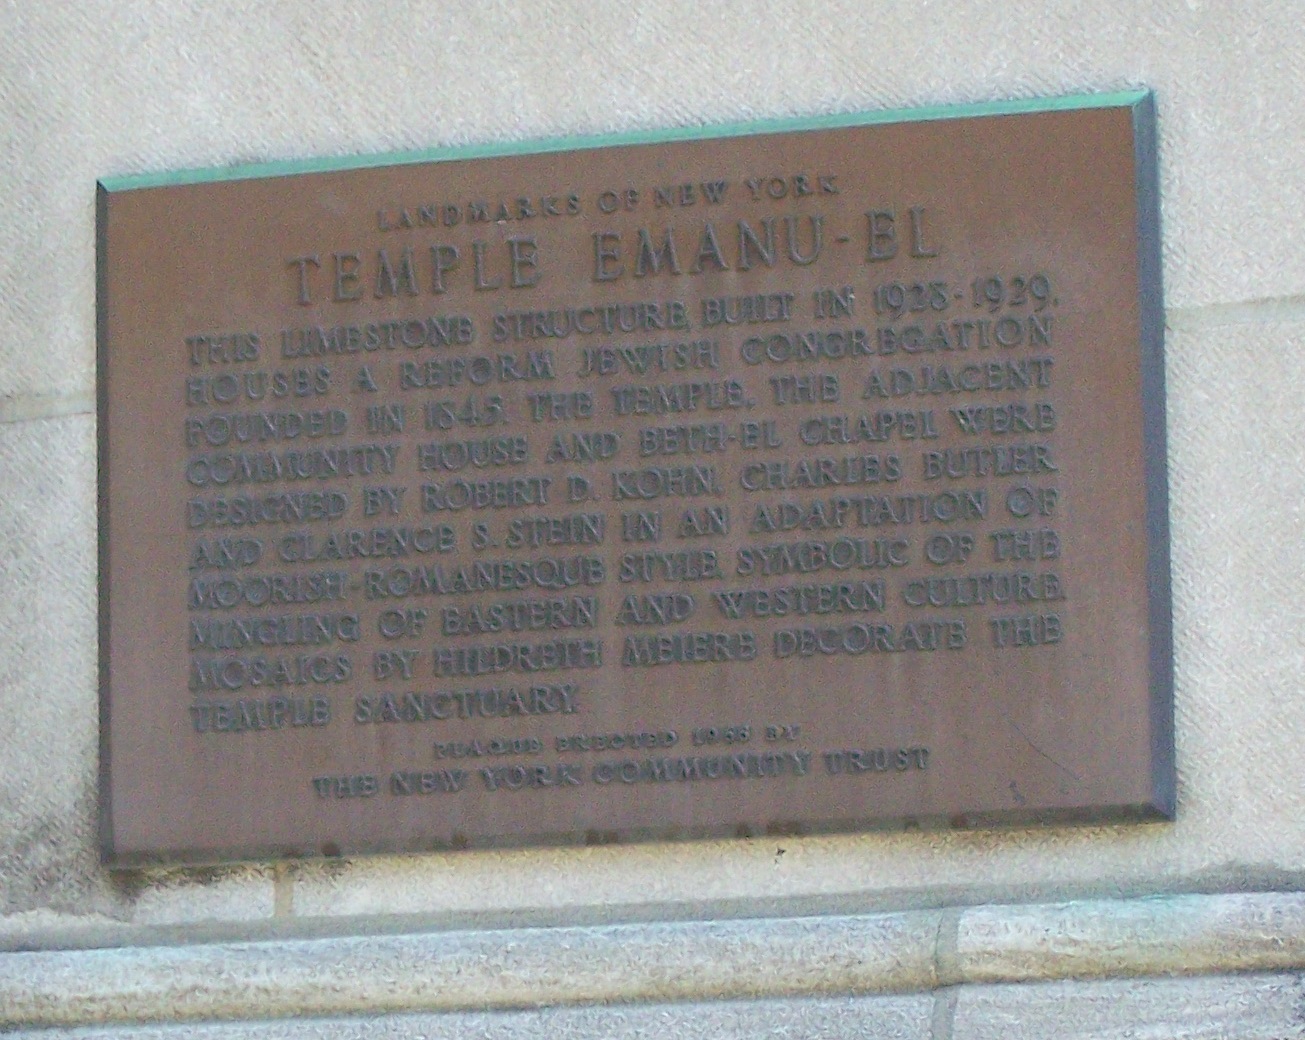 LANDMARKS OF NEW YORK
TEMPLE EMANU-EL
THIS LIMESTONE STRUCTURE, BUILT IN 1928-1929,
HOUSES A REFORM JEWISH CONGREGATION
FOUNDED IN 1845. THE TEMPLE, THE ADJACENT
COMMUNITY HOUSE AND BETH-EL CHAPEL WERE
DESIGNED BY ROBERT D. KOHN, CHARLES BUTLER
AND CLARENCE S. STEIN IN AN ADAPTATION OF
MOORISH-ROMANESQUE STYLE, SYMBOLIC OF THE
MINGLING OF EASTERN AND WESTERN CULTURE.
MOSAICS BY HILDRETH MEIERE DECORATE THE
TEMPLE SANCTUARY.
PLAQUE ERECTED BY
THE NEW YORK COMMUNITY TRUST